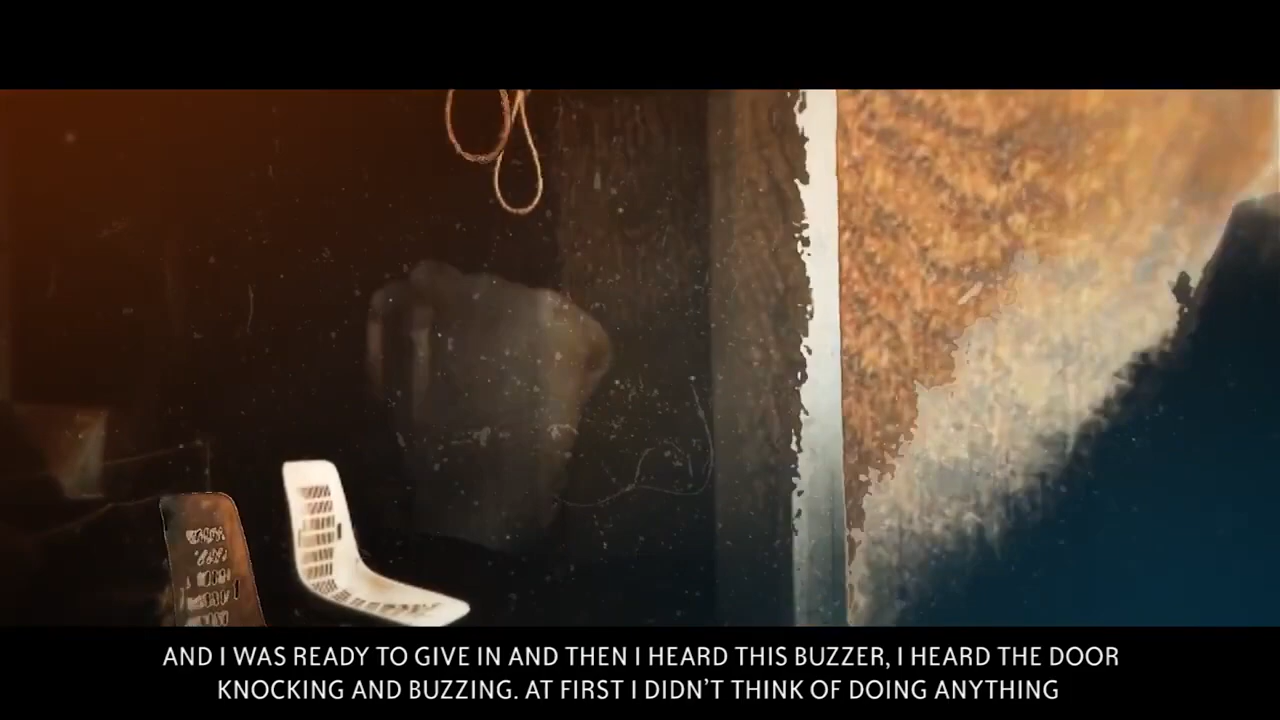 AND I WAS READY TO GIVE IN AND THEN I HEARD THIS BUZZER, I HEARD THE DOOR
KNOCKING AND BUZZING. AT FIRST I DIDN'T THINK OF DOING ANYTHING